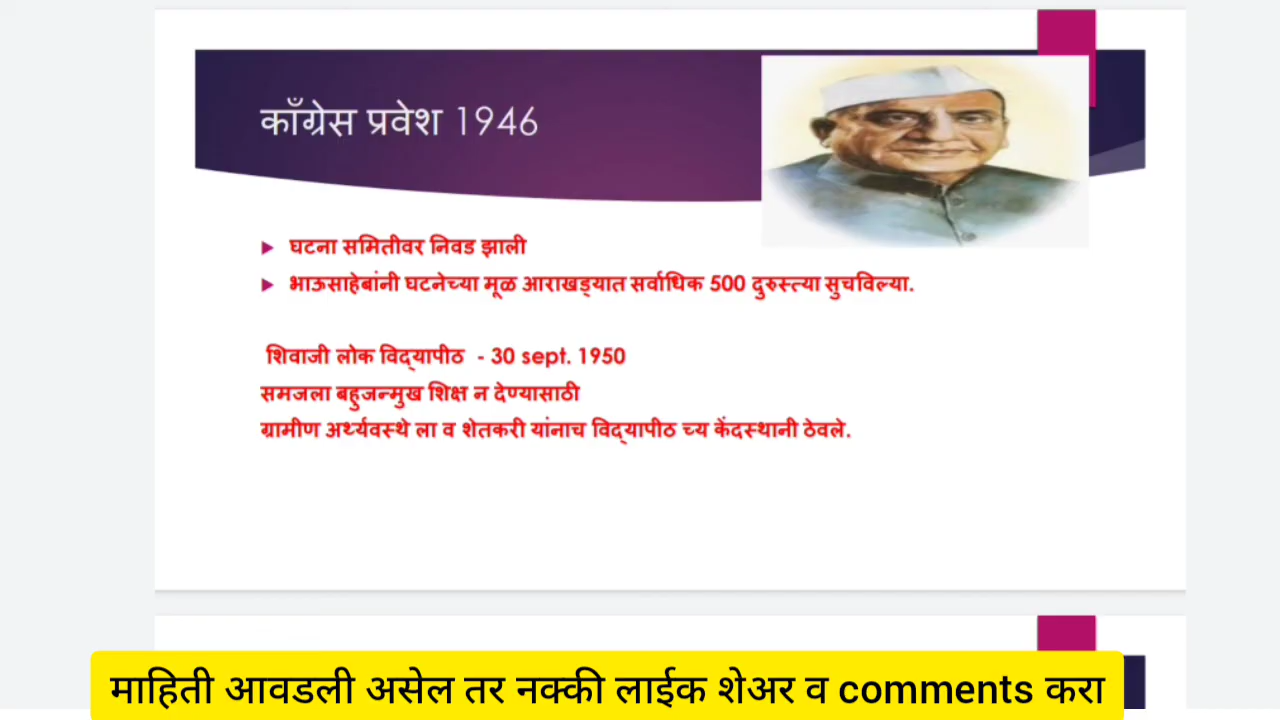 काँग्रेस प्रवेश 1946
घटना समितीवर निवड झाली
भाऊसाहेबांनी घटनेच्या मूळ आराखड्यात सर्वाधिक 500 दुरुस्त्या सुचविल्या.
शिवाजी लोक विद्यापीठ - 30 sept. 1950
समजला बहुजन्मुख शिक्ष न देण्यासाठी
ग्रामीण अर्थ्यवस्थे ला व शेतकरी यांनाच विद्यापीठ च्य केंदस्थानी ठेवले.
माहिती आवडली असेल तर नक्की लाईक शेअर व comments करा